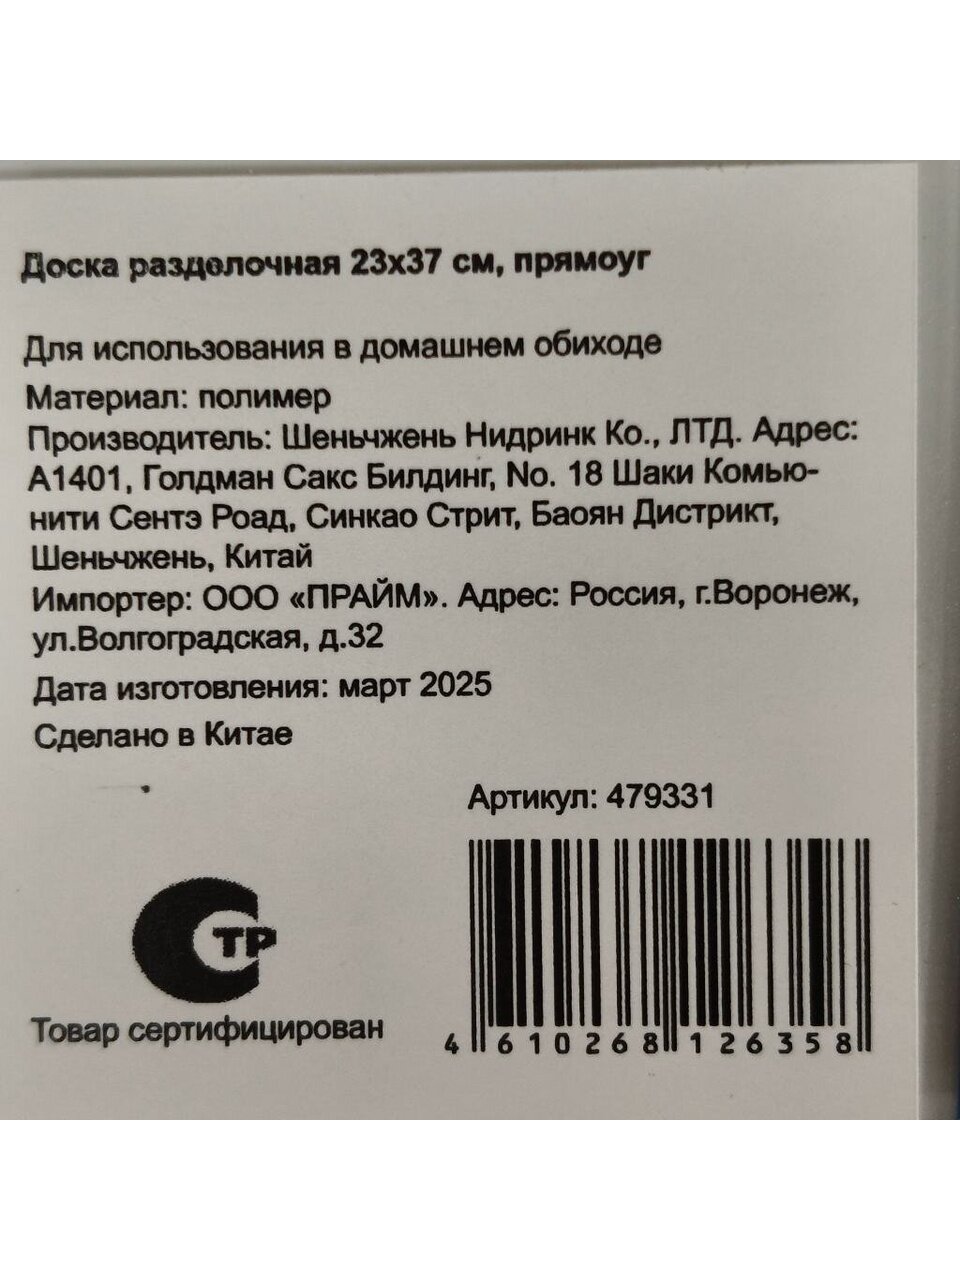 Доска разделочная 23х37 см, прямоуг
Для использования в домашнем обиходе
Материал: полимер
Производитель: Шеньчжень Нидринк Ко., ЛТД. Адрес:
А1401, Голдман Сакс Билдинг, No. 18 Шаки Комью-
нити Сентэ Роад, Синкао Стрит, Баоян Дистрикт,
Шеньчжень, Китай
Импортер: ООО «ПРАЙМ». Адрес: Россия, г.Воронеж,
ул.Волгоградская, д.32
Дата изготовления: март 2025
Сделано в Китае
Артикул: 479331
ТР
Товар сертифицирован
4 610268 126358